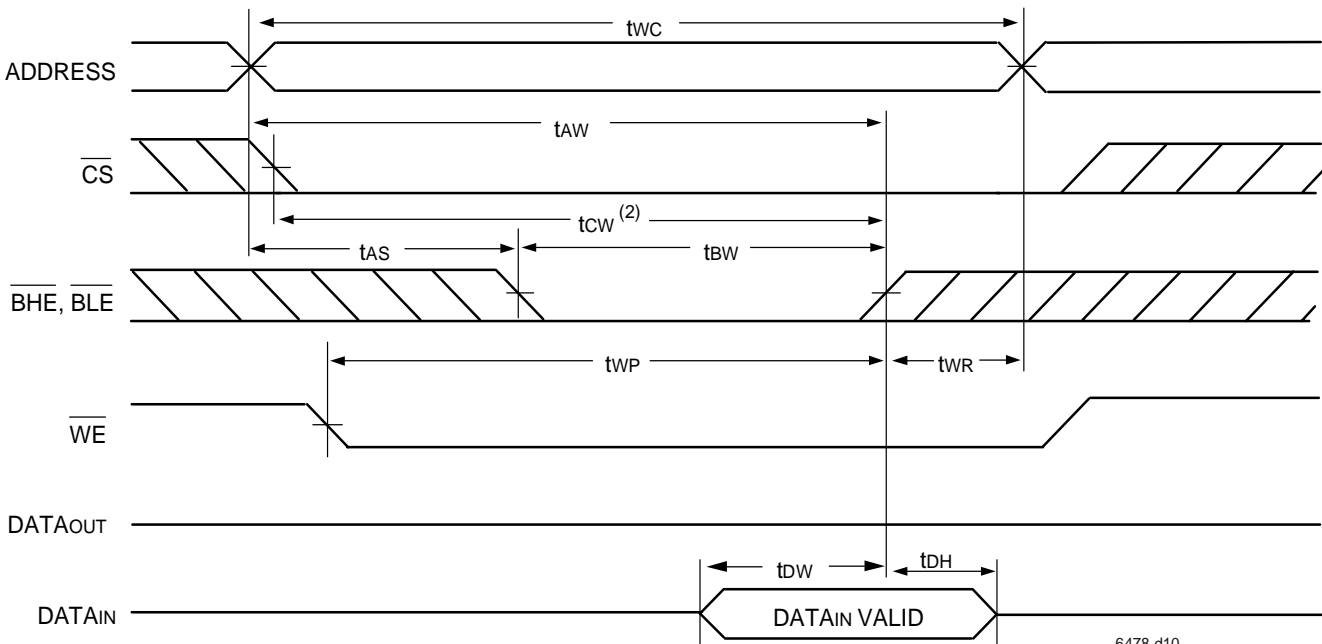 tWC
ADDRESS
tAW
CS
tCW (2)
tAS
tBW
BHE, BLE
tWP
tWR
WE
DATAOUT
tDW
tDH
DATAIN
DATAIN VALID
6478 d10